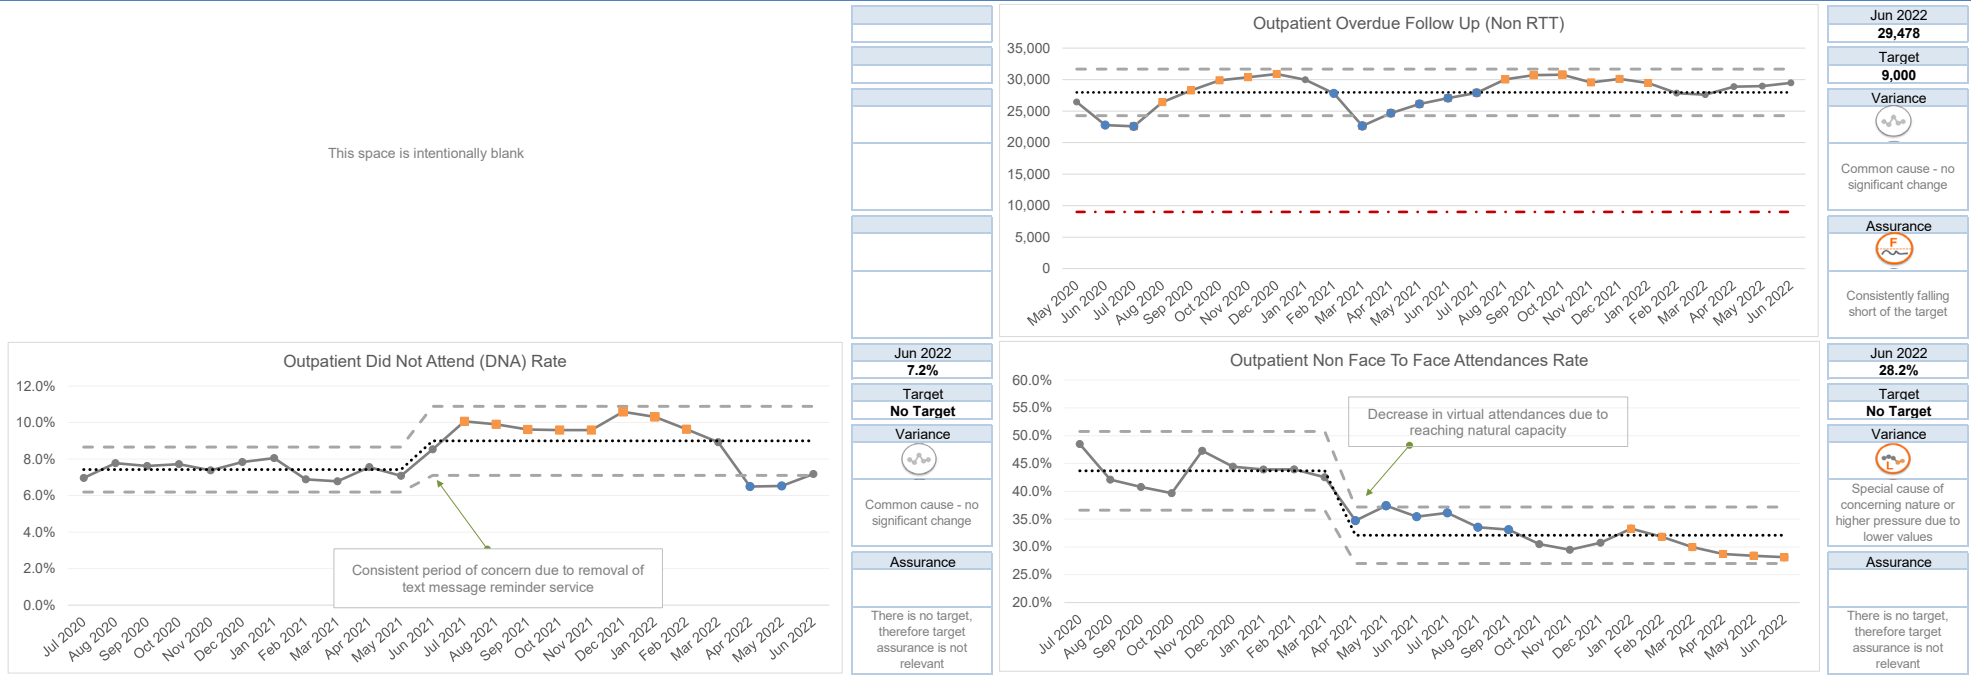 This space is intentionally blank
Outpatient Overdue Follow Up (Non RTT)
35,000
30,000
25,000
20,000
15,000
10,000
5,000
0
May 2020
Jun 2020
Jul 2020
Aug 2020
Sep 2020
Oct 2020
Nov 2020
Dec 2020
Jan 2021
Feb 2021
Mar 2021
Apr 2021
May 2021
Jun 2021
Jul 2021
Aug 2021
Sep 2021
Oct 2021
Nov 2021
Dec 2021
Jan 2022
Feb 2022
Mar 2022
Apr 2022
May 2022
Jun 2022
Jun 2022
29,478
Target
9,000
Variance
Common cause - no
significant change
Assurance
F
Consistently falling
short of the target
Outpatient Did Not Attend (DNA) Rate
12.0%
10.0%
8.0%
6.0%
4.0%
2.0%
0.0%
Consistent period of concern due to removal of
text message reminder service
Jul 2020
Aug 2020
Sep 2020
Oct 2020
Nov 2020
Dec 2020
Jan 2021
Feb 2021
Mar 2021
Apr 2021
May 2021
Jun 2021
Jul 2021
Aug 2021
Sep 2021
Oct 2021
Nov 2021
Dec 2021
Jan 2022
Feb 2022
Mar 2022
Apr 2022
May 2022
Jun 2022
Jun 2022
7.2%
Target
No Target
Variance
Common cause - no
significant change
Assurance
There is no target,
therefore target
assurance is not
relevant
Outpatient Non Face To Face Attendances Rate
60.0%
55.0%
50.0%
45.0%
40.0%
35.0%
30.0%
25.0%
20.0%
Decrease in virtual attendances due to
reaching natural capacity
Jul 2020
Aug 2020
Sep 2020
Oct 2020
Nov 2020
Dec 2020
Jan 2021
Feb 2021
Mar 2021
Apr 2021
May 2021
Jun 2021
Jul 2021
Aug 2021
Sep 2021
Oct 2021
Nov 2021
Dec 2021
Jan 2022
Feb 2022
Mar 2022
Apr 2022
May 2022
Jun 2022
Jun 2022
28.2%
Target
No Target
Variance
L
Special cause of
concerning nature or
higher pressure due to
lower values
Assurance
There is no target,
therefore target
assurance is not
relevant